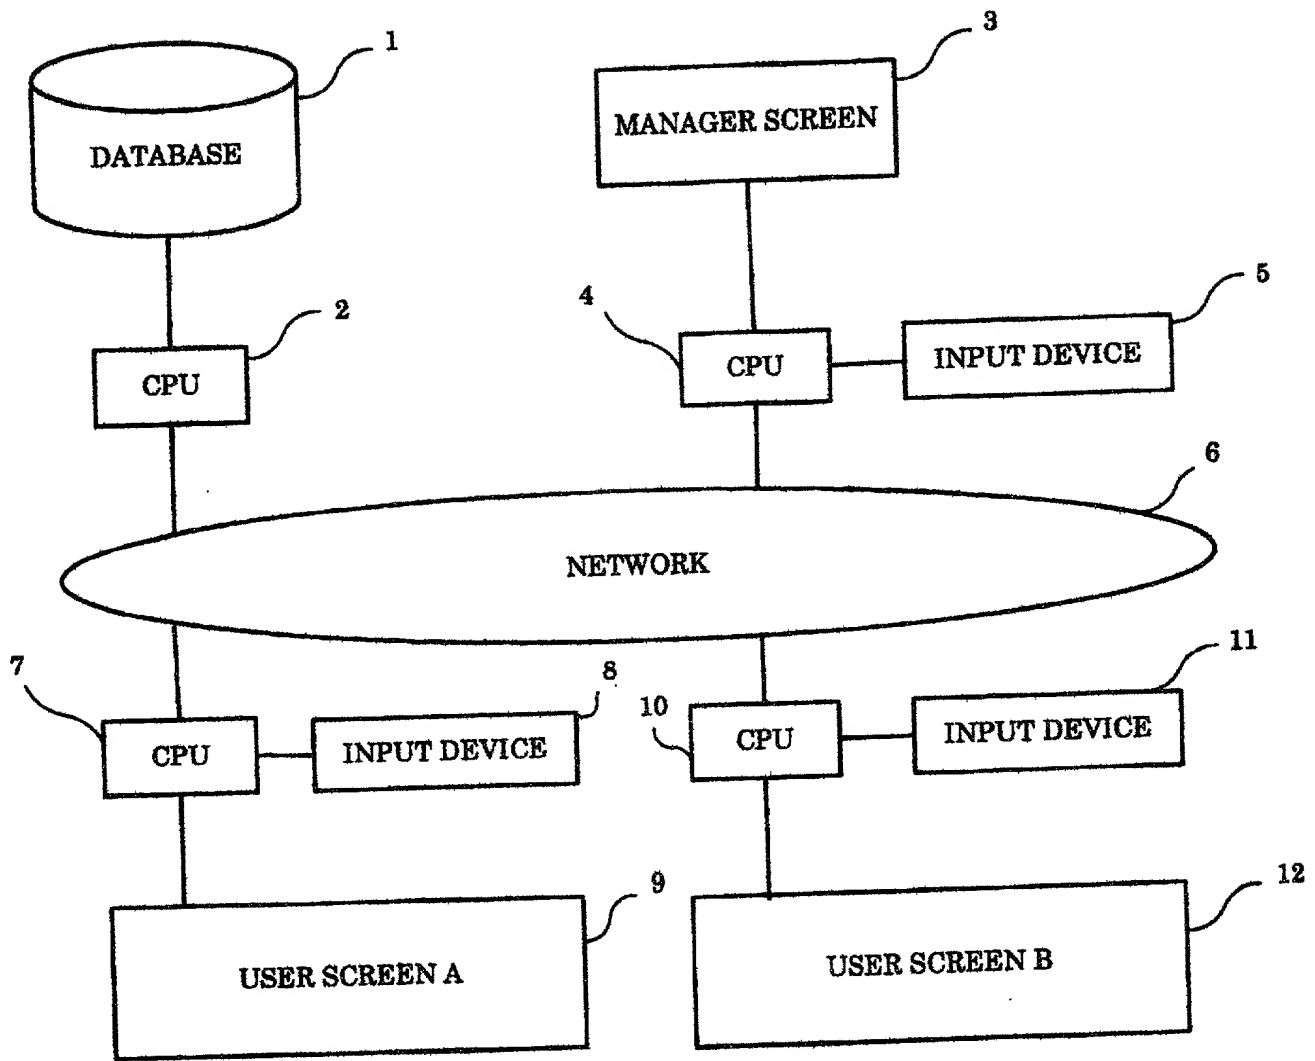 1
DATABASE
3
MANAGER SCREEN
2
CPU
4
CPU
5
INPUT DEVICE
6
NETWORK
7
CPU
8
INPUT DEVICE
10
CPU
11
INPUT DEVICE
9
USER SCREEN A
12
USER SCREEN B